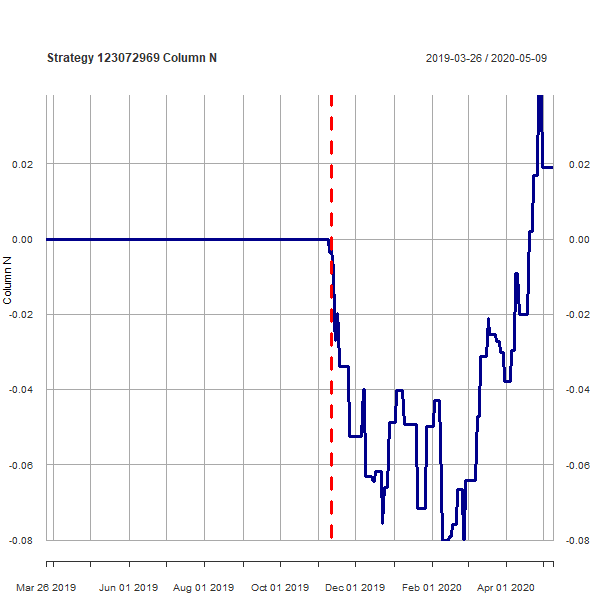 Strategy 123072969 Column N
2019-03-26 / 2020-05-09
Column N
0.02
0.00
-0.02
-0.04
-0.06
-0.08
0.02
0.00
-0.02
-0.04
-0.06
-0.08
Mar 26 2019
Jun 01 2019
Aug 01 2019
Oct 01 2019
Dec 01 2019
Feb 01 2020
Apr 01 2020